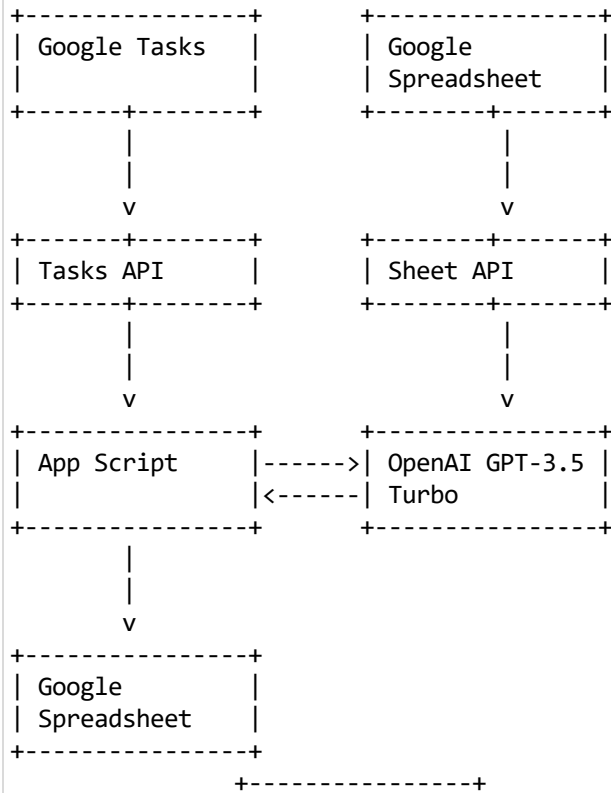 +-----------------+       +-----------------+
| Google Tasks    |       | Google          |
|                 |       | Spreadsheet     |
+-------+---------+       +--------+--------+
        |                          |
        |                          |
        v                          v
+-------+---------+       +--------+--------+
| Tasks API       |       | Sheet API       |
+-------+---------+       +--------+--------+
        |                          |
        |                          |
        v                          v
+-----------------+       +-----------------+
| App Script      |------>| OpenAI GPT-3.5  |
|                 |<------| Turbo           |
+-----------------+       +-----------------+
        |
        |
        v
+-----------------+
| Google          |
| Spreadsheet     |
+-----------------+
                +-----------------+